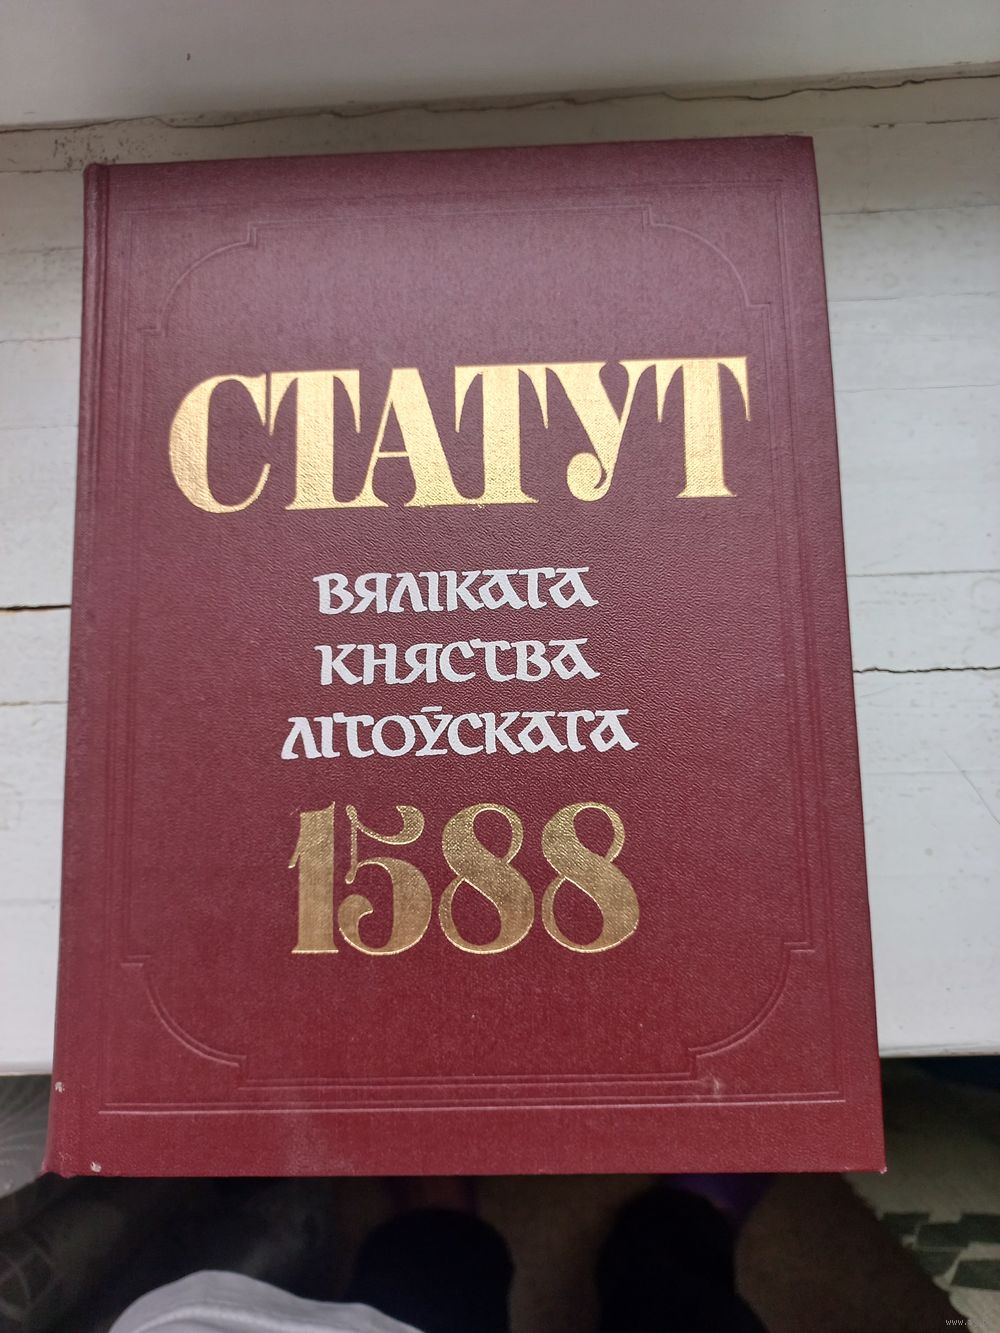 СТАТУТ
ВЯЛІКАГА
КНЯСТВА
ЛІТОЎСКАГА
1588